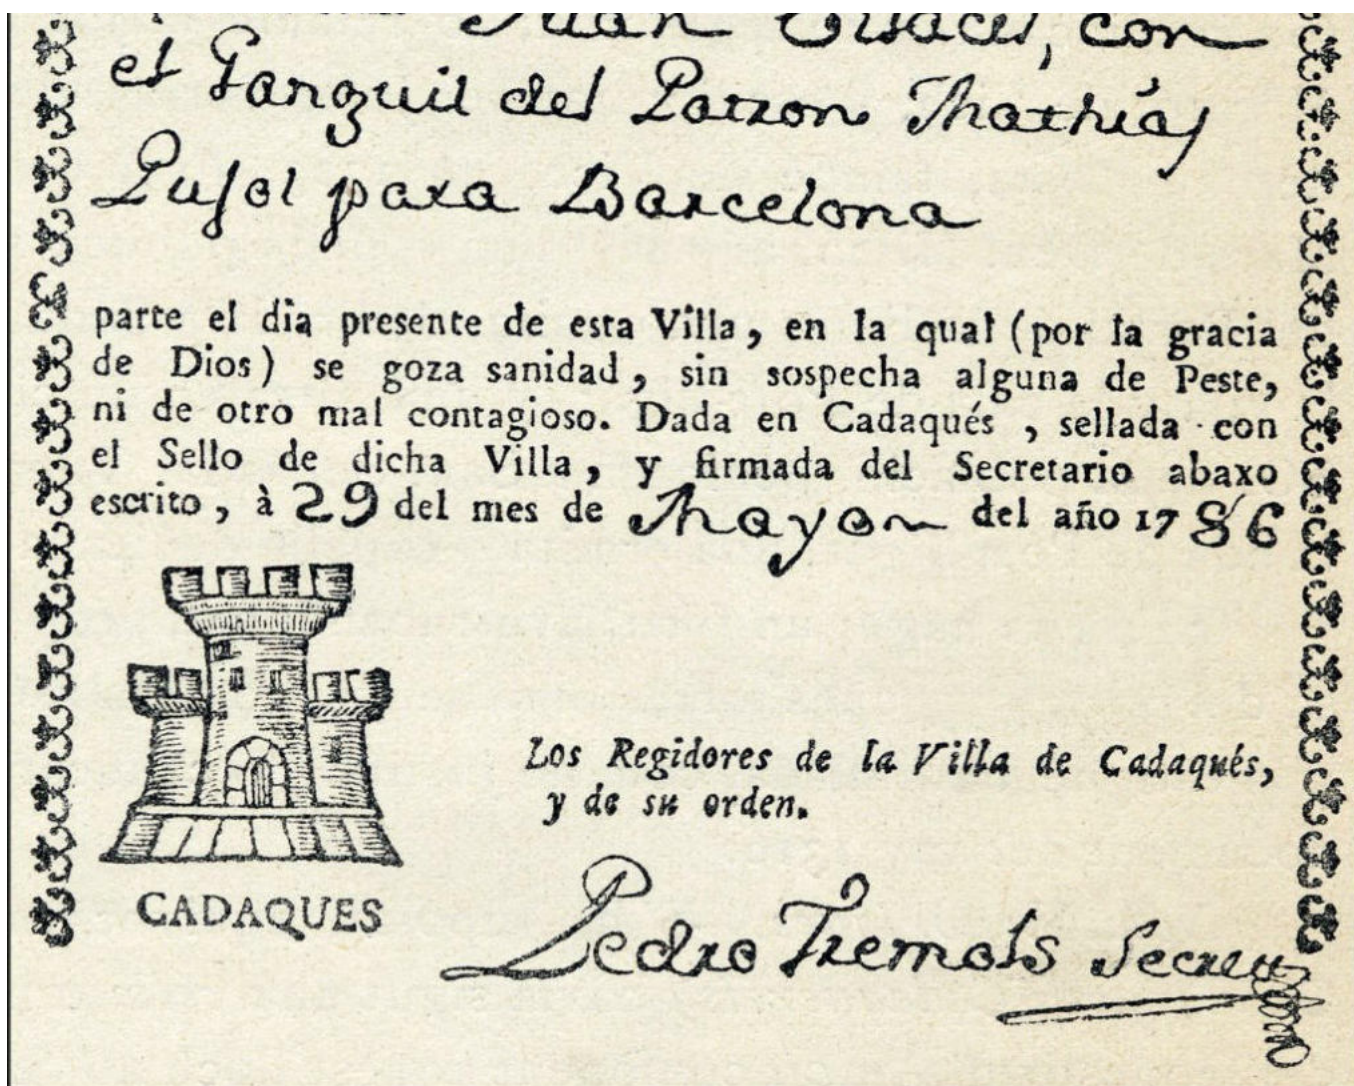 Juan
con
el Ganguil del Patron Mathías
Pujol para Barcelona
parte el dia presente de esta Villa, en la qual (por la gracia
de Dios) se goza sanidad, sin sospecha alguna de Peste,
ni de otro mal contagioso. Dada en Cadaqués, sellada con
el Sello de dicha Villa, y firmada del Secretario abaxo
escrito, à 29 del mes de Mayo del año 1786
CADAQUES
Los Regidores de la Villa de Cadaqués,
y de su orden.
Pedro Tremols Secret